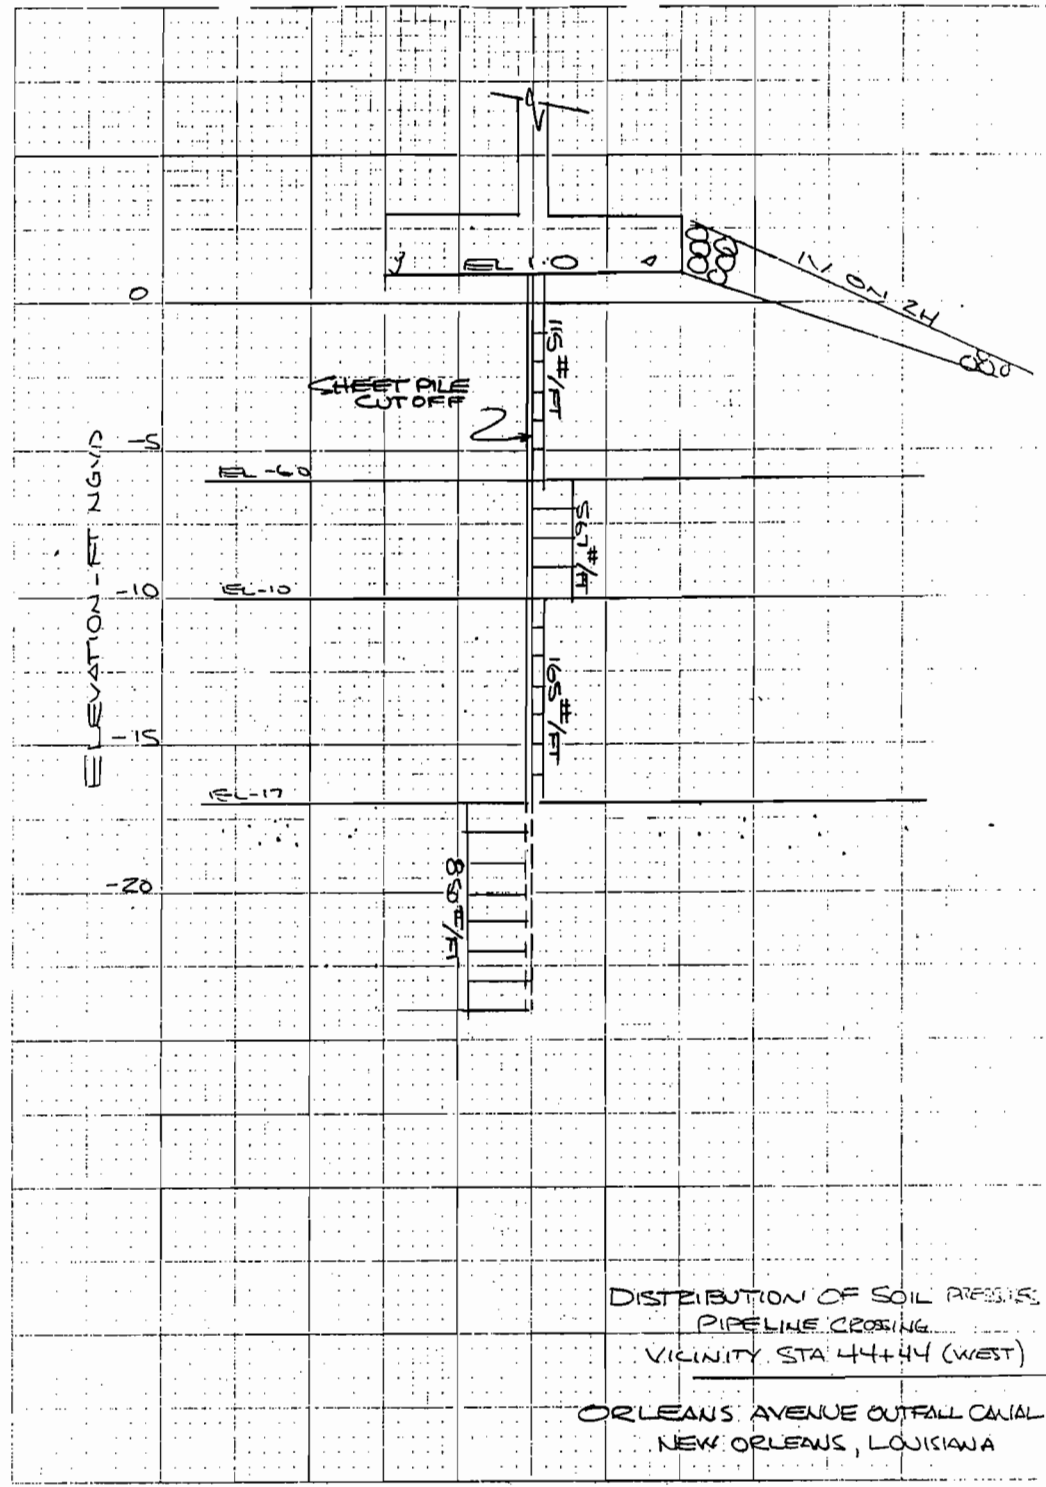 EL 1.0
1V ON 2H
0
115 #/FT
SHEET PILE
CUTOFF
-5
EL -6.0
567 #/FT
ELEVATION - FT NGVD
-10
EL-10
165 #/FT
-15
EL-17
-20
858 #/FT
DISTRIBUTION OF SOIL
PIPELINE CROSSING
VICINITY STA 44+44 (WEST)
ORLEANS AVENUE OUTFALL CANAL
NEW ORLEANS, LOUISIANA